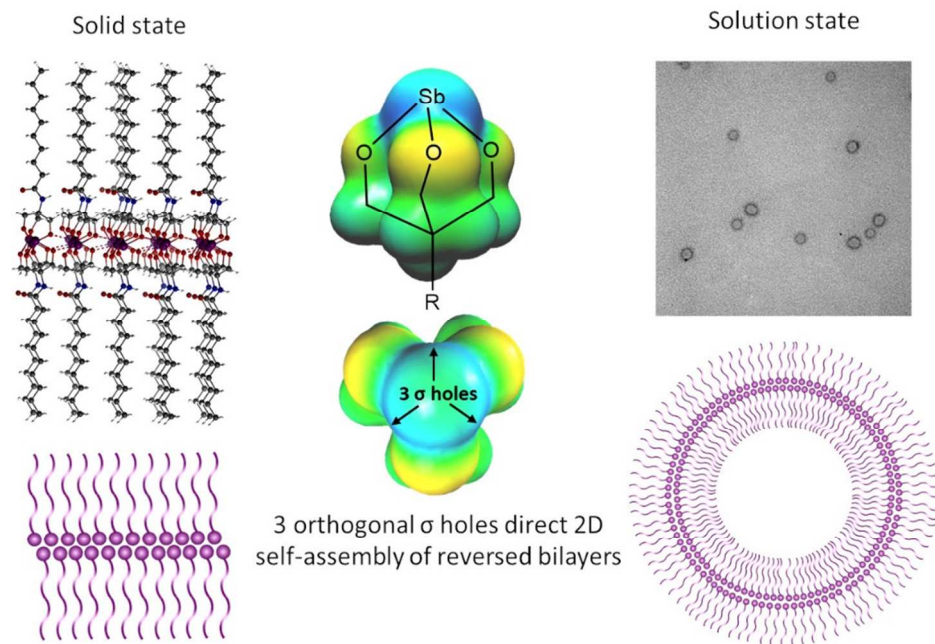 Solid state
Solution state
Sb
O
O
O
R
3 σ holes
3 orthogonal σ holes direct 2D
self-assembly of reversed bilayers